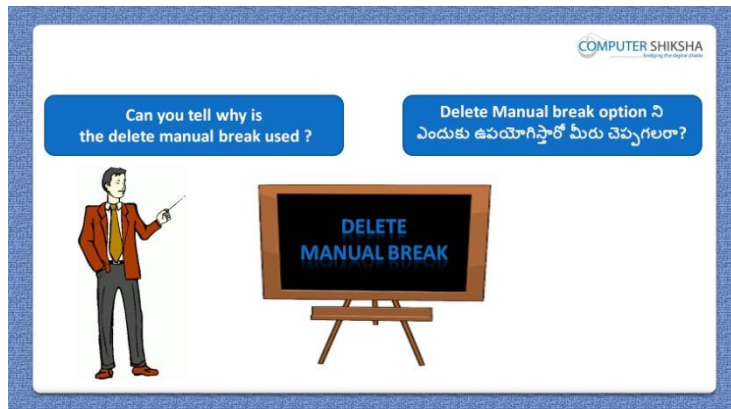 COMPUTER SHIKSHA
bridging the digital divide
Can you tell why is
the delete manual break used ?
Delete Manual break option ని
ఎందుకు ఉపయోగిస్తారో మీరు చెప్పగలరా?
DELETE
MANUAL BREAK